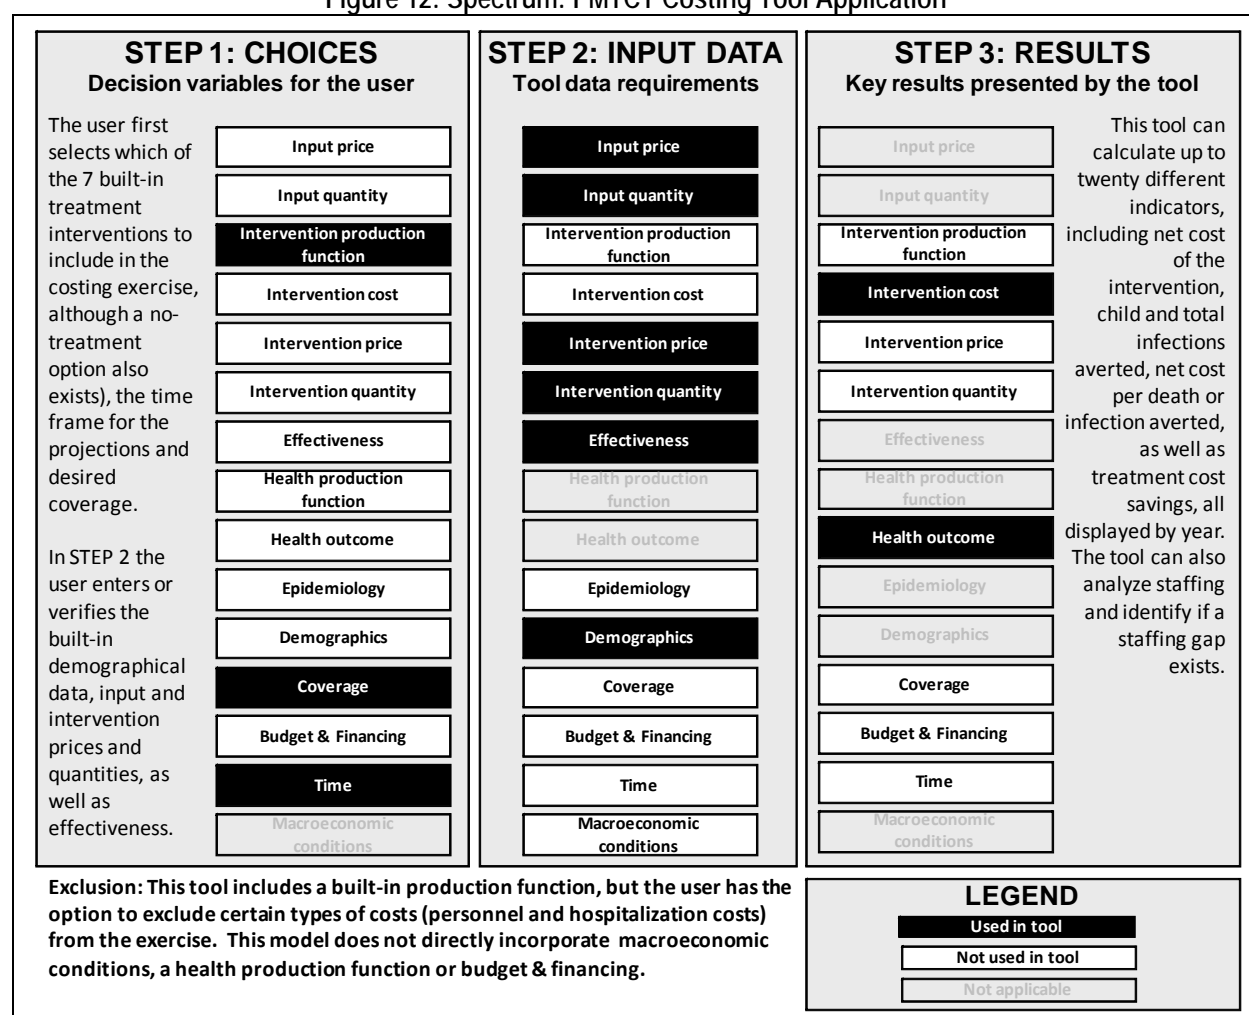 Figure 12: Spectrum: PMTCT Costing Tool Application
STEP 1: CHOICES
Decision variables for the user
The user first
selects which of
the 7 built-in
treatment
interventions to
include in the
costing exercise,
although a no-
treatment
option also
exists), the time
frame for the
projections and
desired
coverage.
In STEP 2 the
user enters or
verifies the
built-in
demographical
data, input and
intervention
prices and
quantities, as
well as
effectiveness.
Input price
Input quantity
Intervention production
function
Intervention cost
Intervention price
Intervention quantity
Effectiveness
Health production
function
Health outcome
Epidemiology
Demographics
Coverage
Budget & Financing
Time
Macroeconomic
conditions
STEP 2: INPUT DATA
Tool data requirements
Input price
Input quantity
Intervention production
function
Intervention cost
Intervention price
Intervention quantity
Effectiveness
Health production
function
Health outcome
Epidemiology
Demographics
Coverage
Budget & Financing
Time
Macroeconomic
conditions
STEP 3: RESULTS
Key results presented by the tool
Input price
Input quantity
Intervention production
function
Intervention cost
Intervention price
Intervention quantity
Effectiveness
Health production
function
Health outcome
Epidemiology
Demographics
Coverage
Budget & Financing
Time
Macroeconomic
conditions
This tool can
calculate up to
twenty different
indicators,
including net cost
of the
intervention,
child and total
infections
averted, net cost
per death or
infection averted,
as well as
treatment cost
savings, all
displayed by year.
The tool can also
analyze staffing
and identify if a
staffing gap
exists.
Exclusion: This tool includes a built-in production function, but the user has the
option to exclude certain types of costs (personnel and hospitalization costs)
from the exercise. This model does not directly incorporate macroeconomic
conditions, a health production function or budget & financing.
LEGEND
Used in tool
Not used in tool
Not applicable